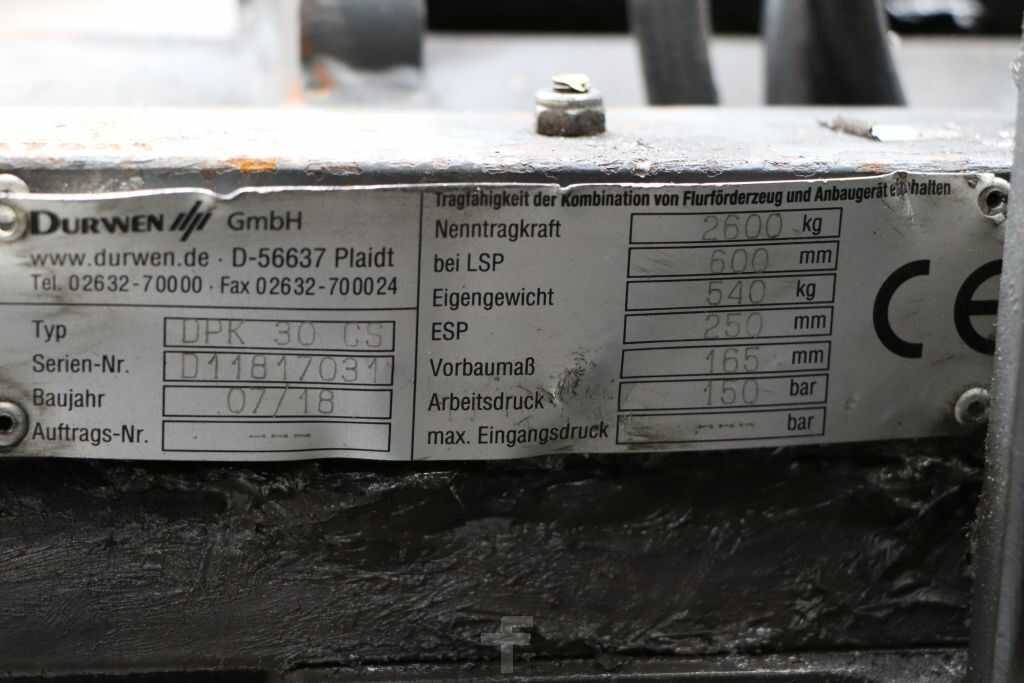 DURWEN GmbH
www.durwen.de · D-56637 Plaidt
Tel. 02632-70000 · Fax 02632-700024
Typ DPK 30 CS
Serien-Nr. D11817031
Baujahr 07/18
Auftrags-Nr. ---
Tragfähigkeit der Kombination von Flurförderzeug und Anbaugerät einhalten
Nenntragkraft 2600 kg
bei LSP 600 mm
Eigengewicht 540 kg
ESP 250 mm
Vorbaumaß 165 mm
Arbeitsdruck 150 bar
max. Eingangsdruck --- bar
CE